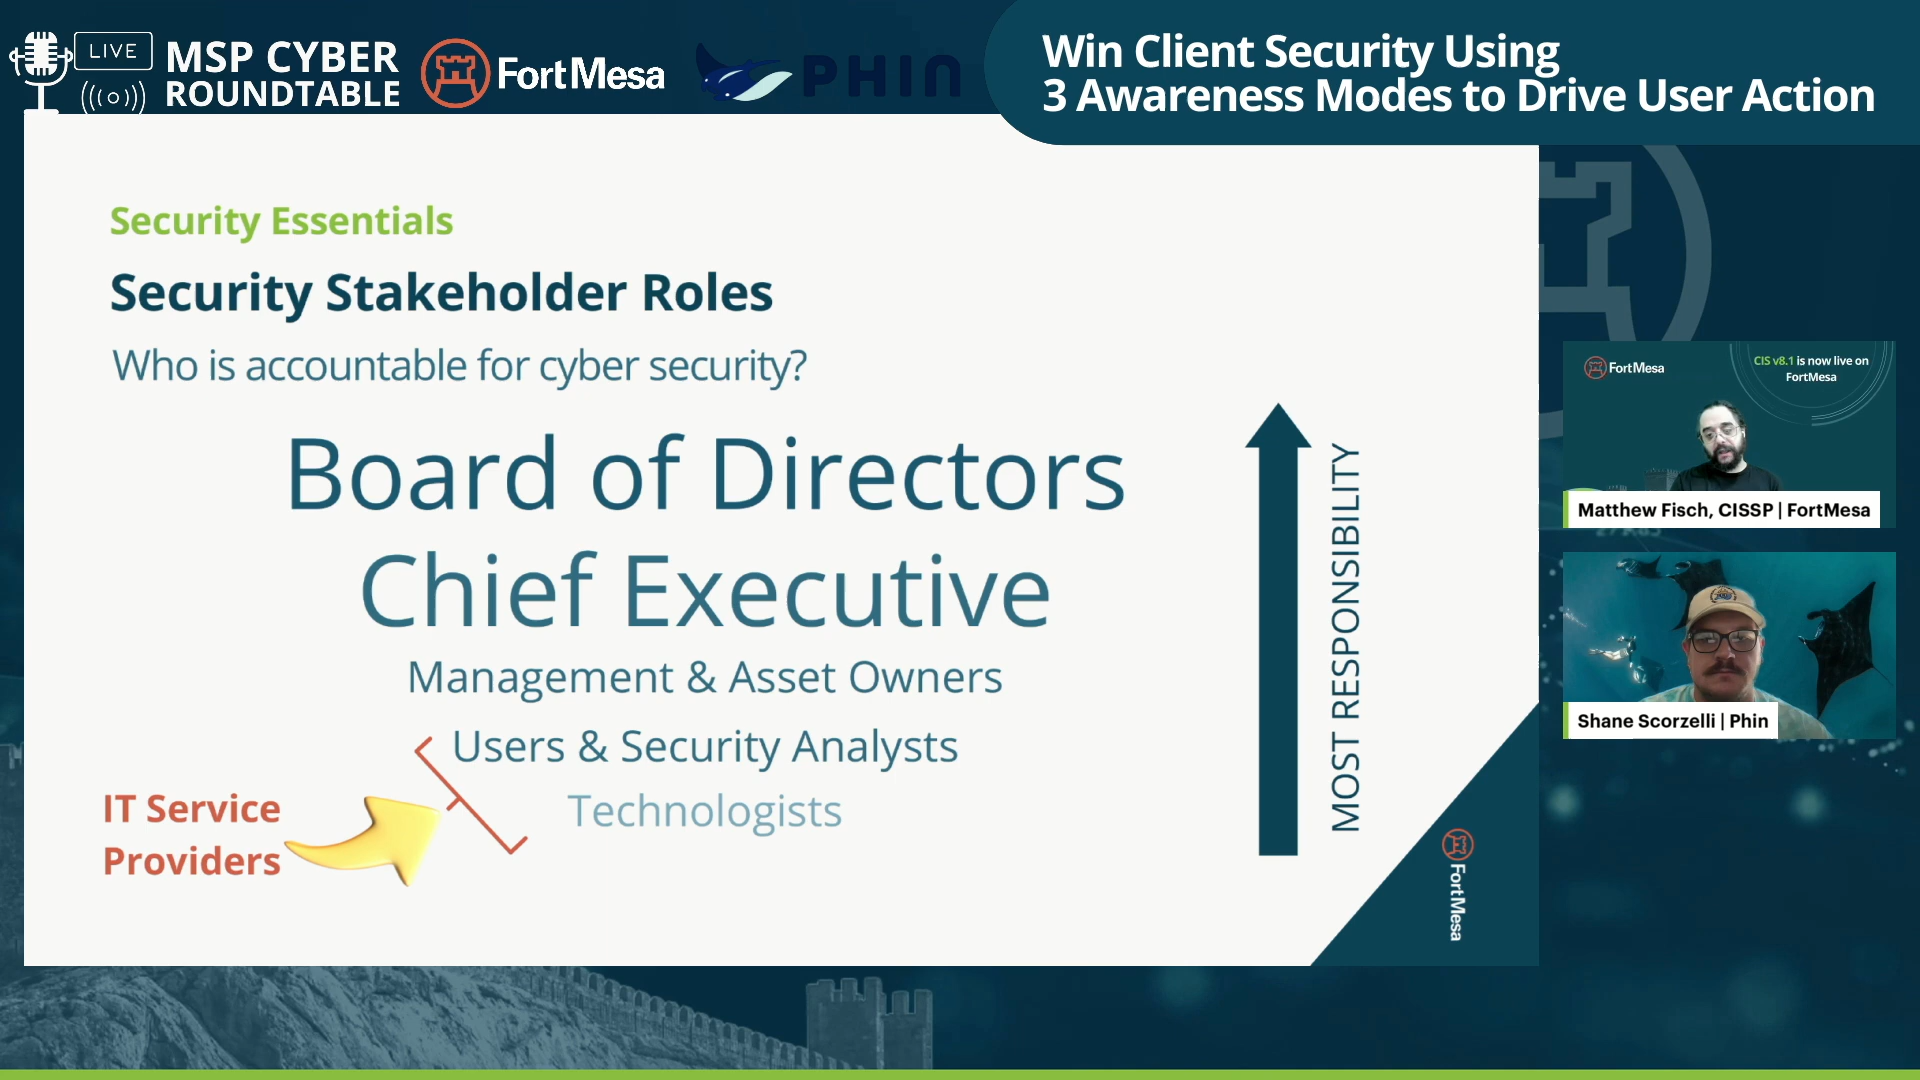 LIVE
MSP CYBER
ROUNDTABLE
FortMesa
PHIN
Win Client Security Using
3 Awareness Modes to Drive User Action
Security Essentials
Security Stakeholder Roles
Who is accountable for cyber security?
Board of Directors
Chief Executive
Management & Asset Owners
Users & Security Analysts
Technologists
IT Service
Providers
MOST RESPONSIBILITY
FortMesa
FortMesa
CIS v8.1 is now live on
FortMesa
Matthew Fisch, CISSP | FortMesa
Shane Scorzelli | Phin